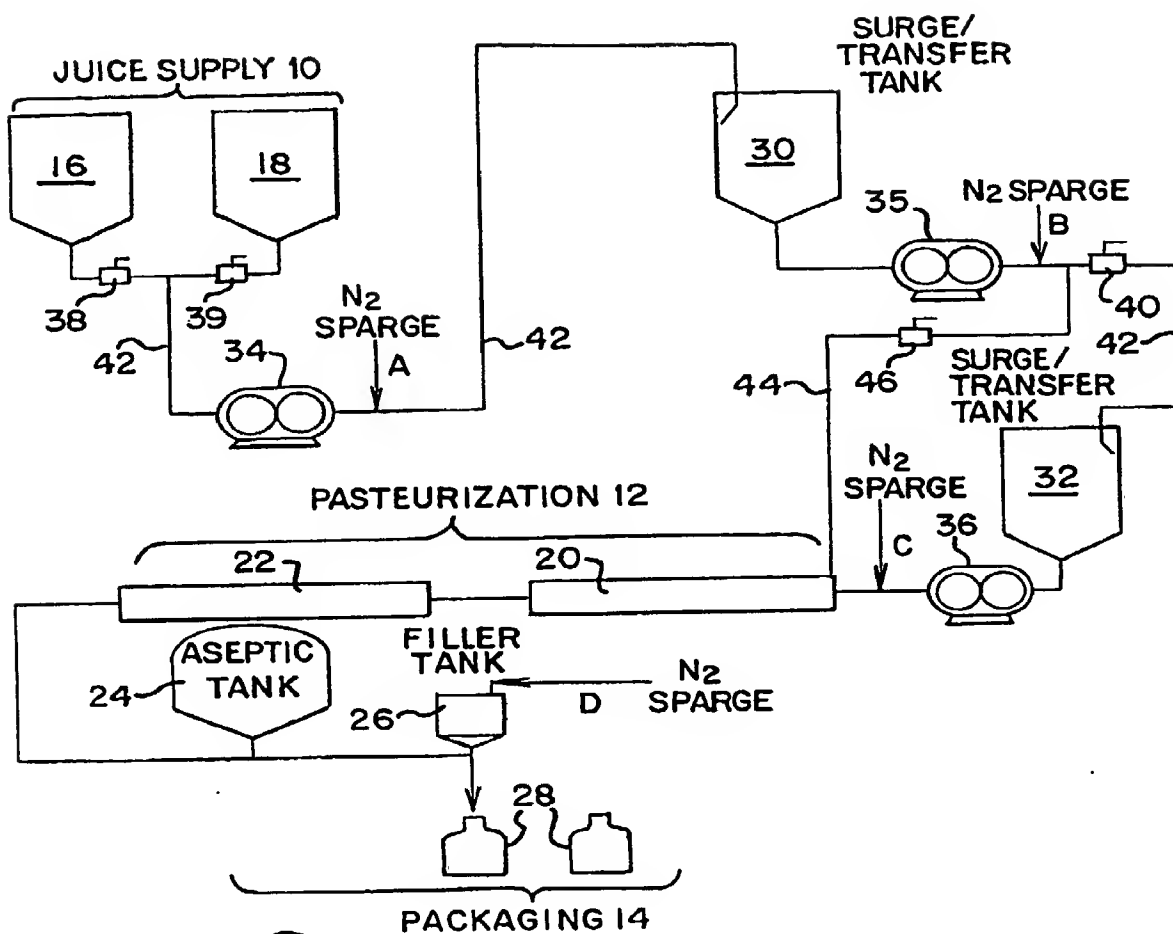 JUICE SUPPLY 10
16
18
38
39
42
34
N2
SPARGE
A
42
SURGE/
TRANSFER
TANK
30
35
N2 SPARGE
B
40
42
46
44
SURGE/
TRANSFER
TANK
32
N2
SPARGE
C
36
PASTEURIZATION 12
22
20
ASEPTIC
TANK
24
FILLER
TANK
26
N2
SPARGE
D
28
PACKAGING 14